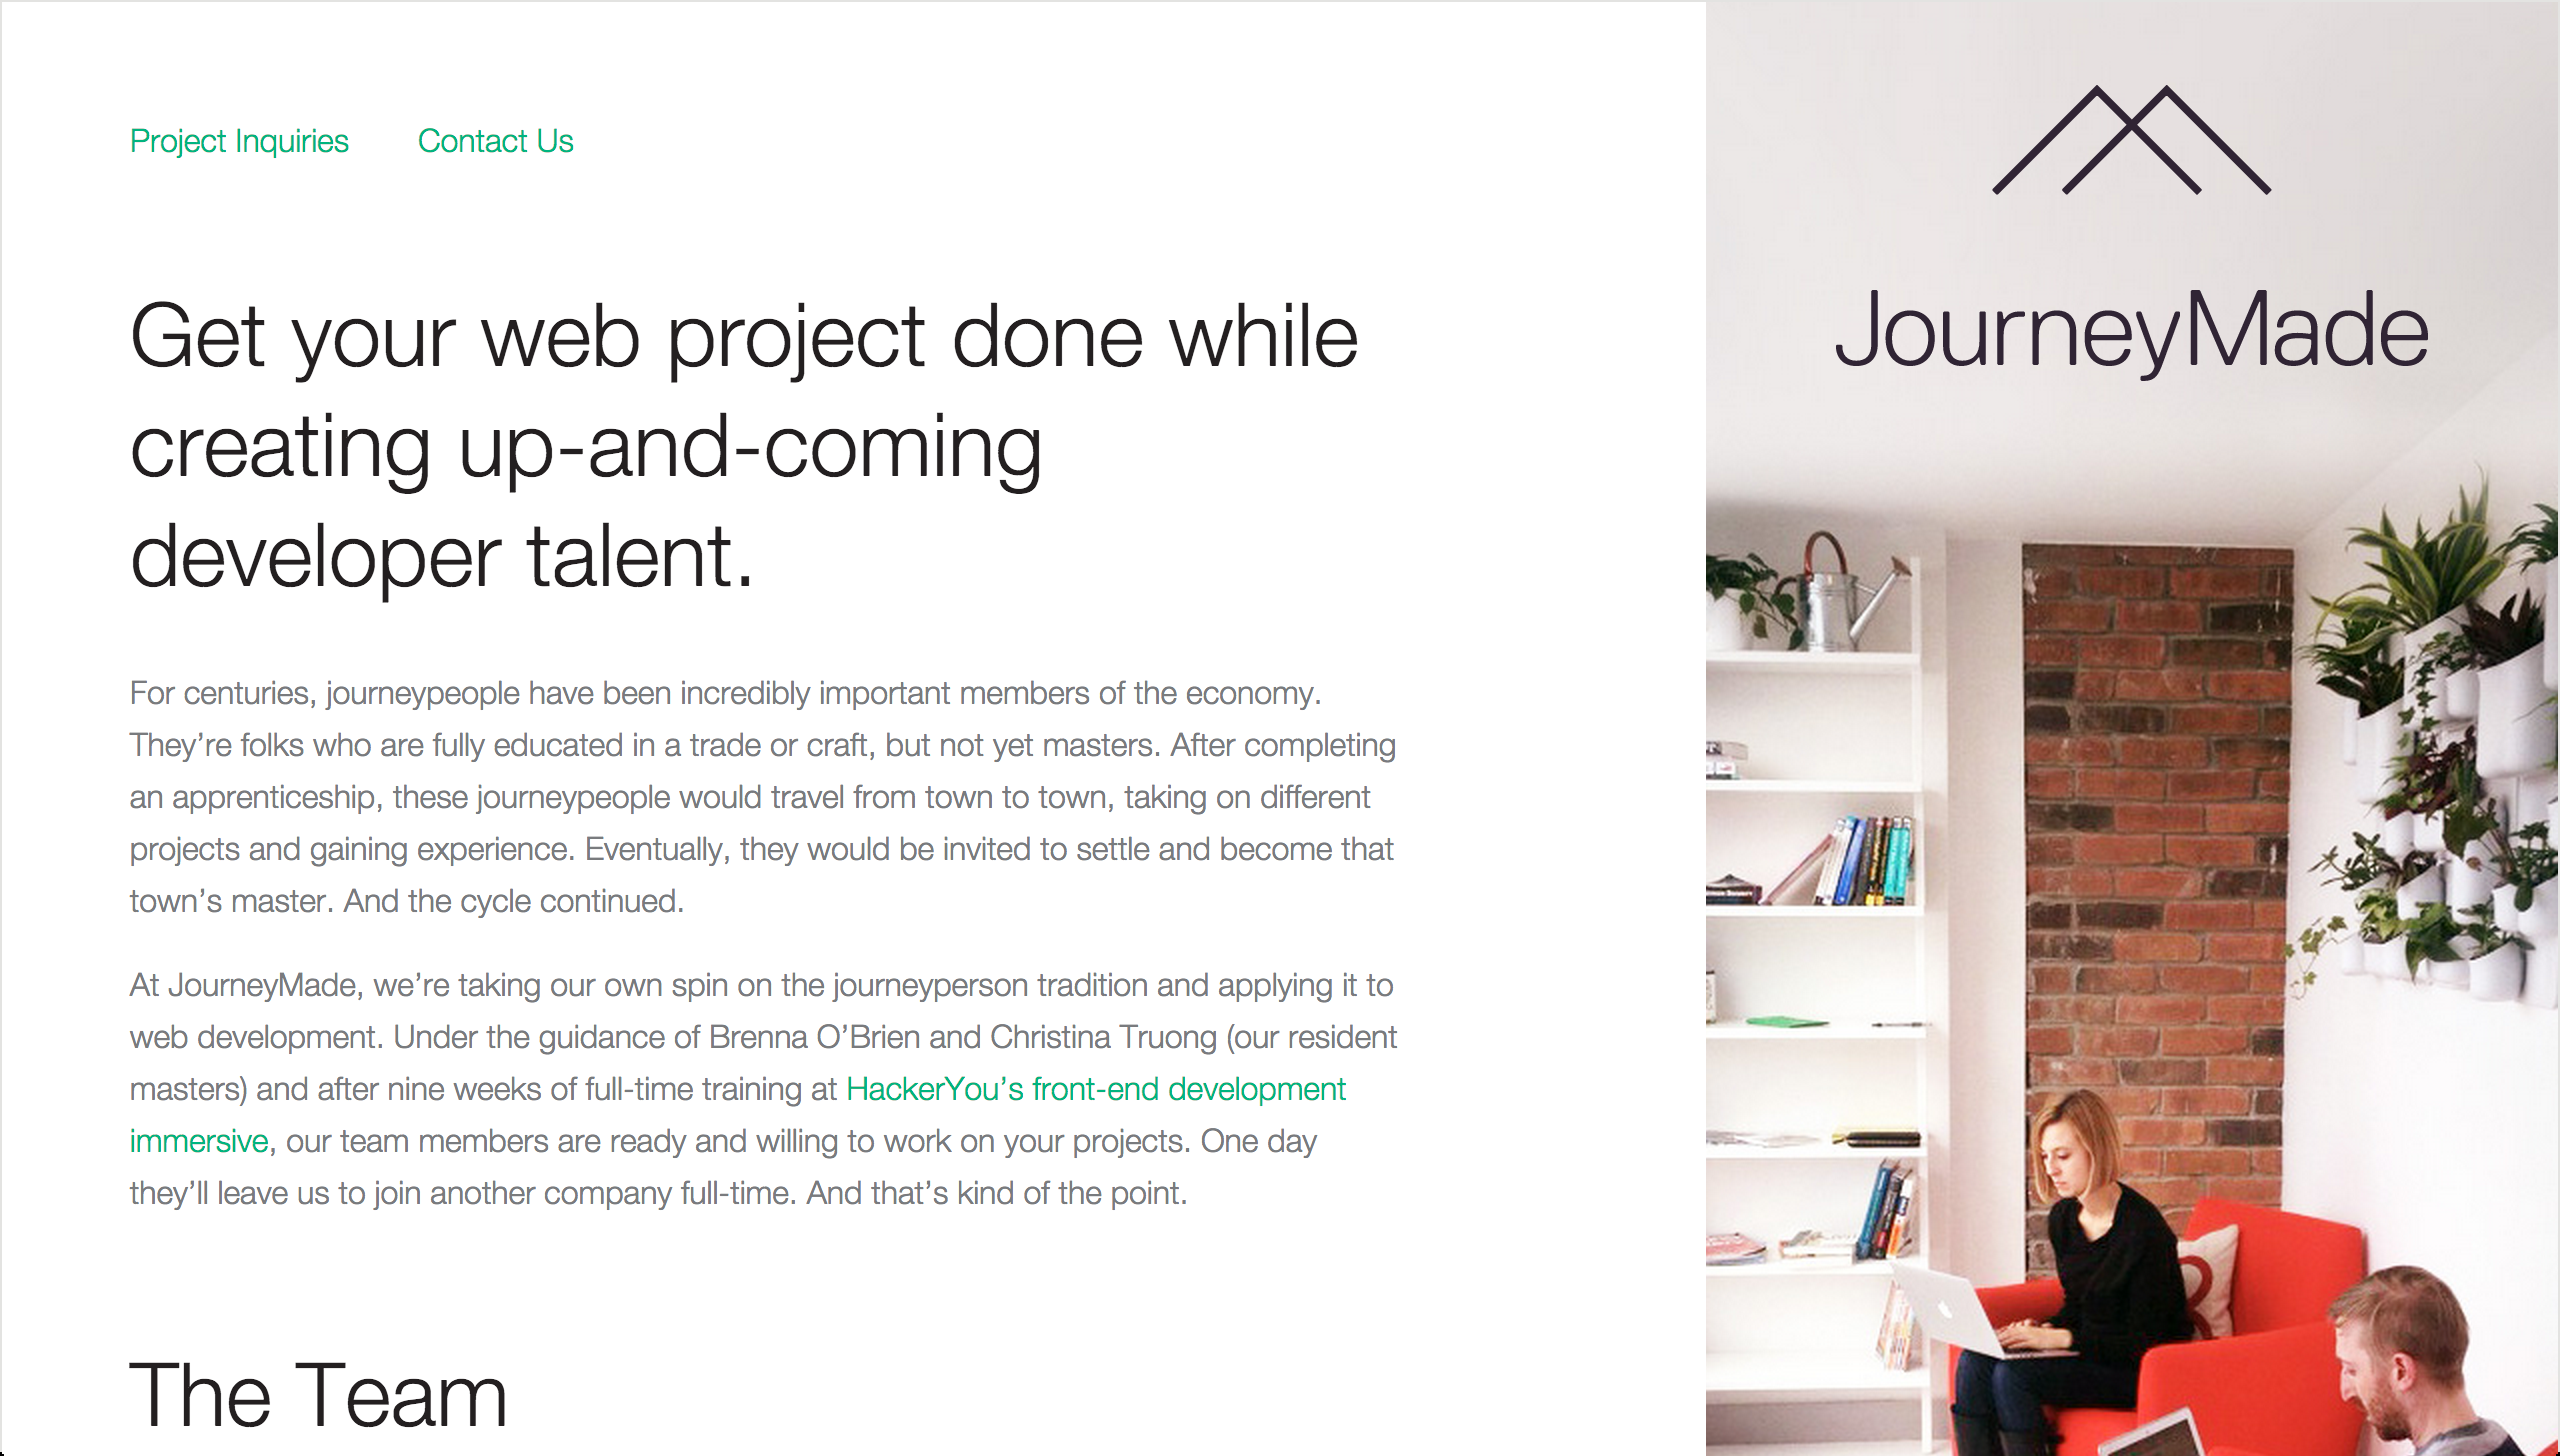 Project Inquiries Contact Us
JourneyMade
Get your web project done while
creating up-and-coming
developer talent.
For centuries, journeypeople have been incredibly important members of the economy.
They’re folks who are fully educated in a trade or craft, but not yet masters. After completing
an apprenticeship, these journeypeople would travel from town to town, taking on different
projects and gaining experience. Eventually, they would be invited to settle and become that
town’s master. And the cycle continued.
At JourneyMade, we’re taking our own spin on the journeyperson tradition and applying it to
web development. Under the guidance of Brenna O’Brien and Christina Truong (our resident
masters) and after nine weeks of full-time training at HackerYou’s front-end development
immersive, our team members are ready and willing to work on your projects. One day
they’ll leave us to join another company full-time. And that’s kind of the point.
The Team